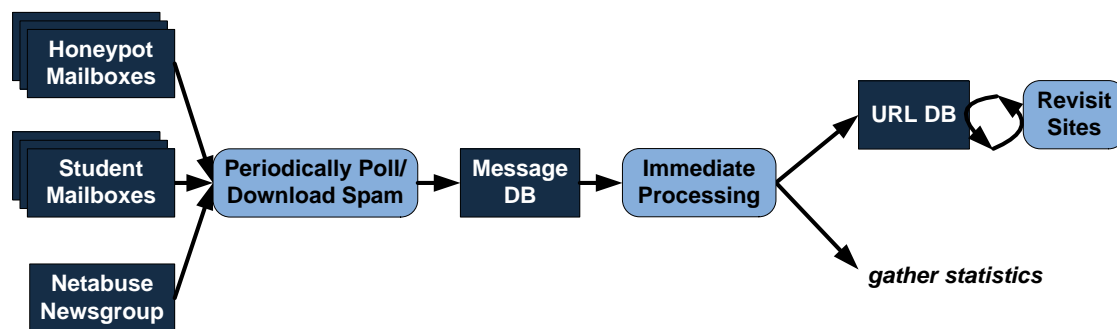 Honeypot
Mailboxes
Student
Mailboxes
Netabuse
Newsgroup
Periodically Poll/
Download Spam
Message
DB
Immediate
Processing
URL DB
Revisit
Sites
gather statistics